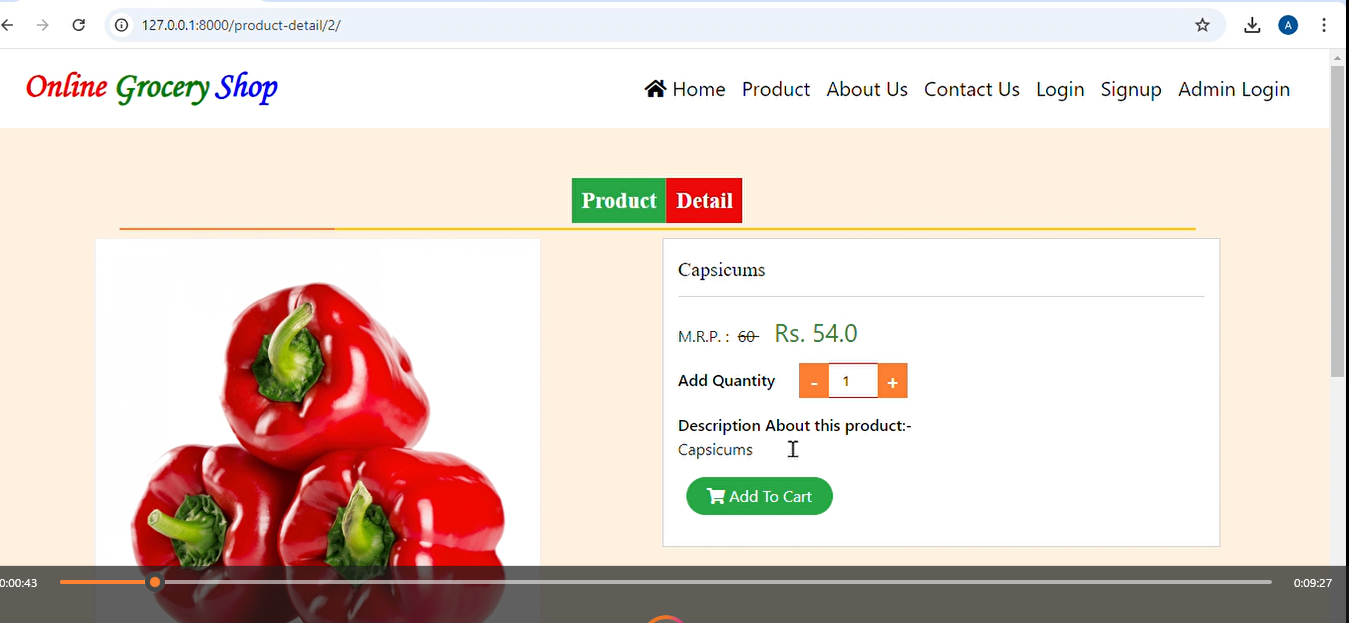 127.0.0.1:8000/product-detail/2/
A
Online Grocery Shop
Home Product About Us Contact Us Login Signup Admin Login
Product Detail
Capsicums
M.R.P. : 60 Rs. 54.0
Add Quantity - 1 +
Description About this product:-
Capsicums
Add To Cart
0:00:43
0:09:27